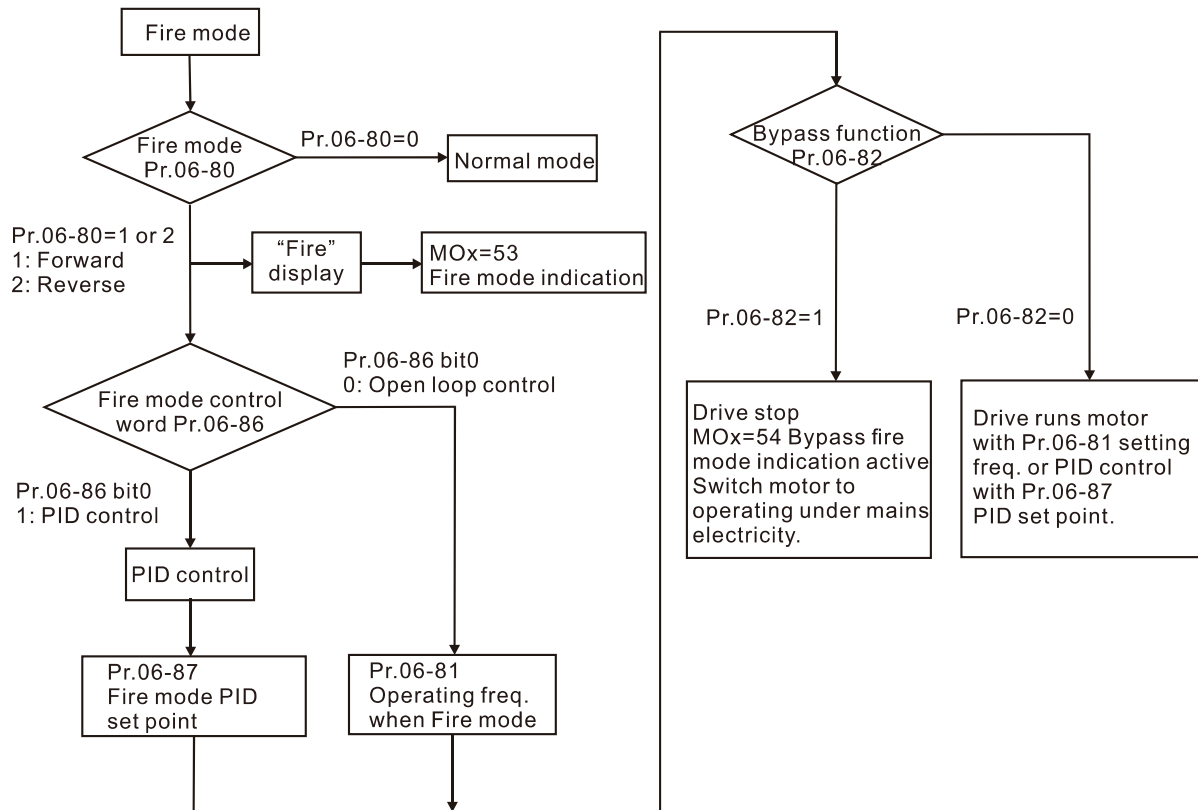 Fire mode
Fire mode
Pr.06-80
Pr.06-80=0
Normal mode
Pr.06-80=1 or 2
1: Forward
2: Reverse
“Fire”
display
MOx=53
Fire mode indication
Fire mode control
word Pr.06-86
Pr.06-86 bit0
0: Open loop control
Pr.06-86 bit0
1: PID control
PID control
Pr.06-87
Fire mode PID
set point
Pr.06-81
Operating freq.
when Fire mode
Bypass function
Pr.06-82
Pr.06-82=1
Pr.06-82=0
Drive stop
MOx=54 Bypass fire
mode indication active
Switch motor to
operating under mains
electricity.
Drive runs motor
with Pr.06-81 setting
freq. or PID control
with Pr.06-87
PID set point.